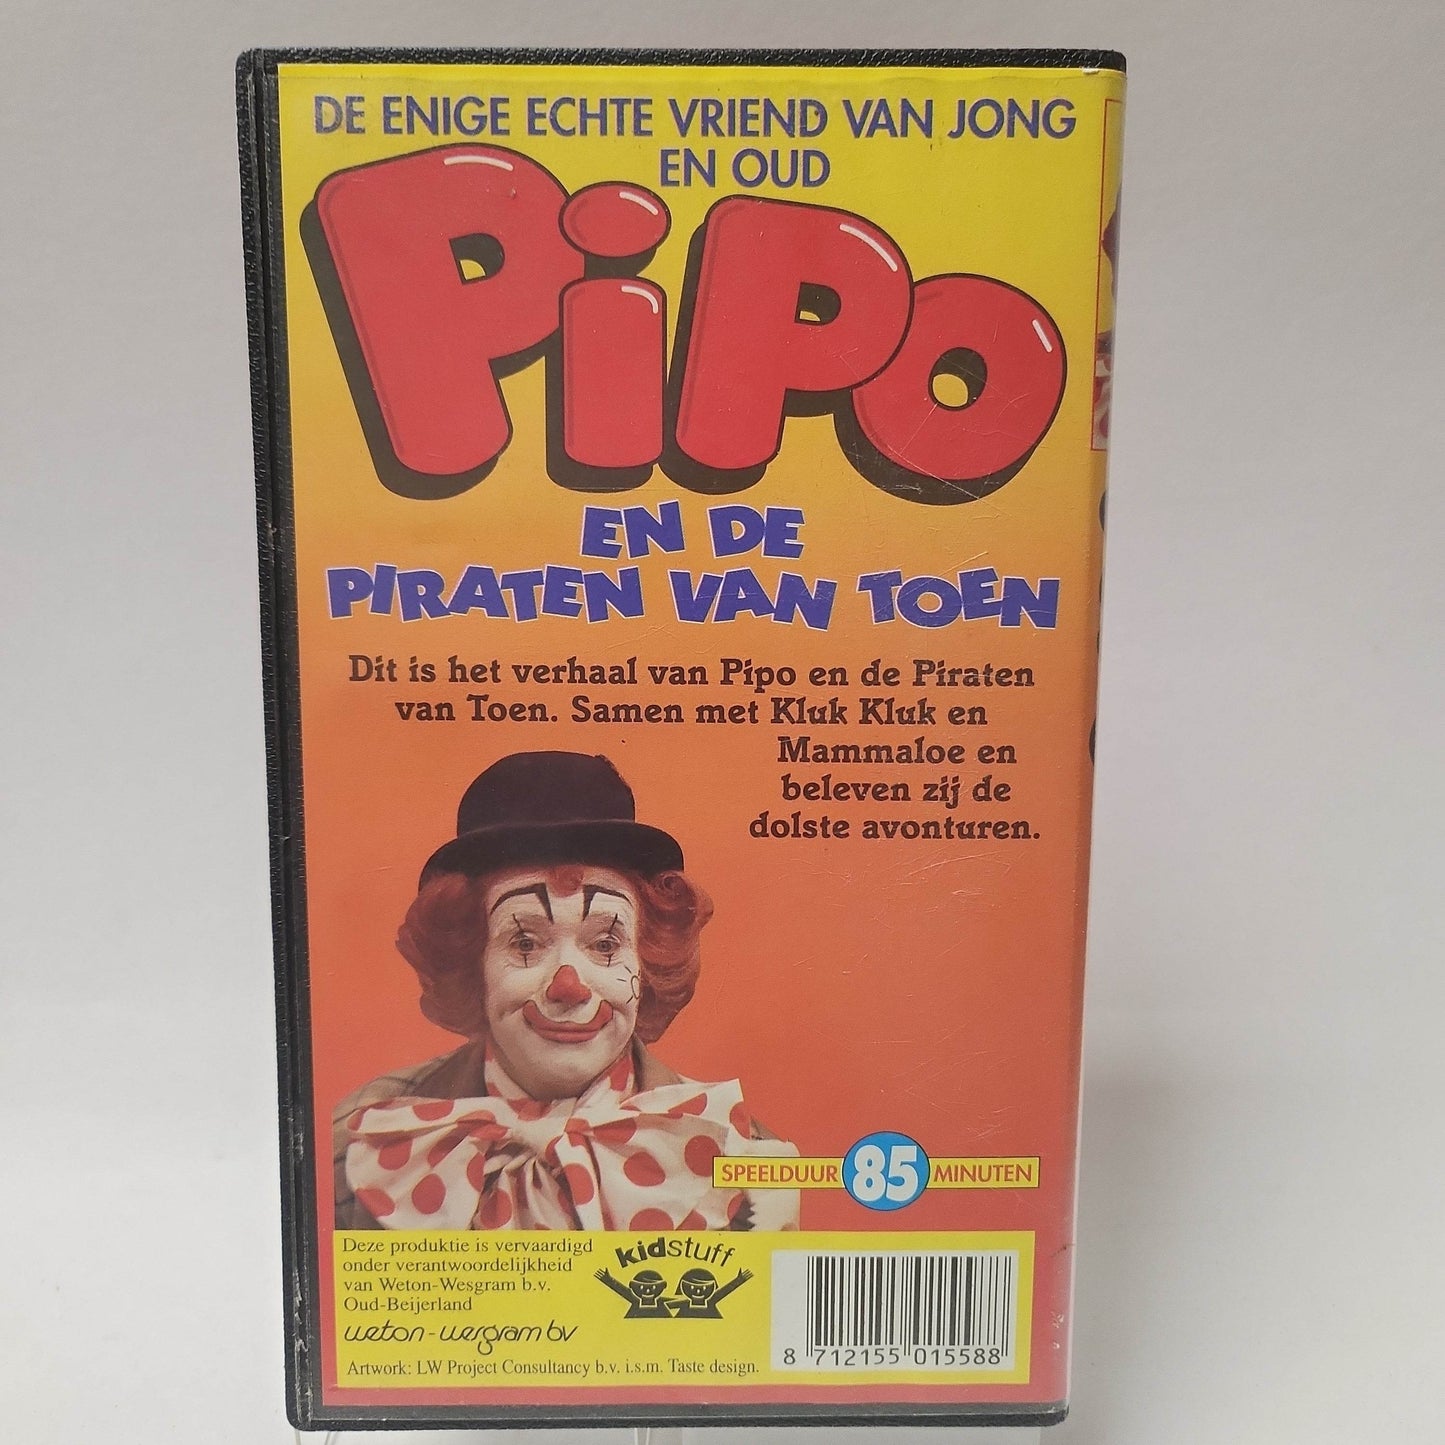 DE ENIGE ECHTE VRIEND VAN JONG
EN OUD
PiPO
EN DE
PIRATEN VAN TOEN
Dit is het verhaal van Pipo en de Piraten
van Toen. Samen met Kluk Kluk en
Mammaloe en
beleven zij de
dolste avonturen.
SPEELDUUR 85 MINUTEN
Deze produktie is vervaardigd
onder verantwoordelijkheid
van Weton-Wesgram b.v.
Oud-Beijerland
weton-wesgram bv
Artwork: LW Project Consultancy b.v. i.s.m. Taste design.
kidstuff
8 712155 015588